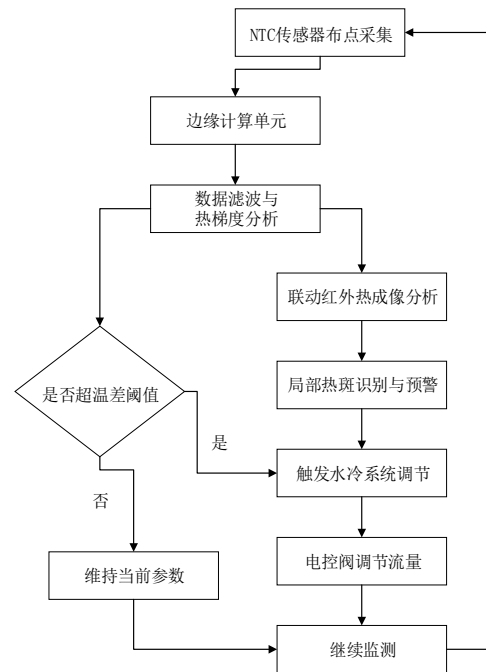 NTC传感器布点采集
边缘计算单元
数据滤波与
热梯度分析
联动红外热成像分析
是否超温差阈值
局部热斑识别与预警
是
触发水冷系统调节
否
维持当前参数
电控阀调节流量
继续监测